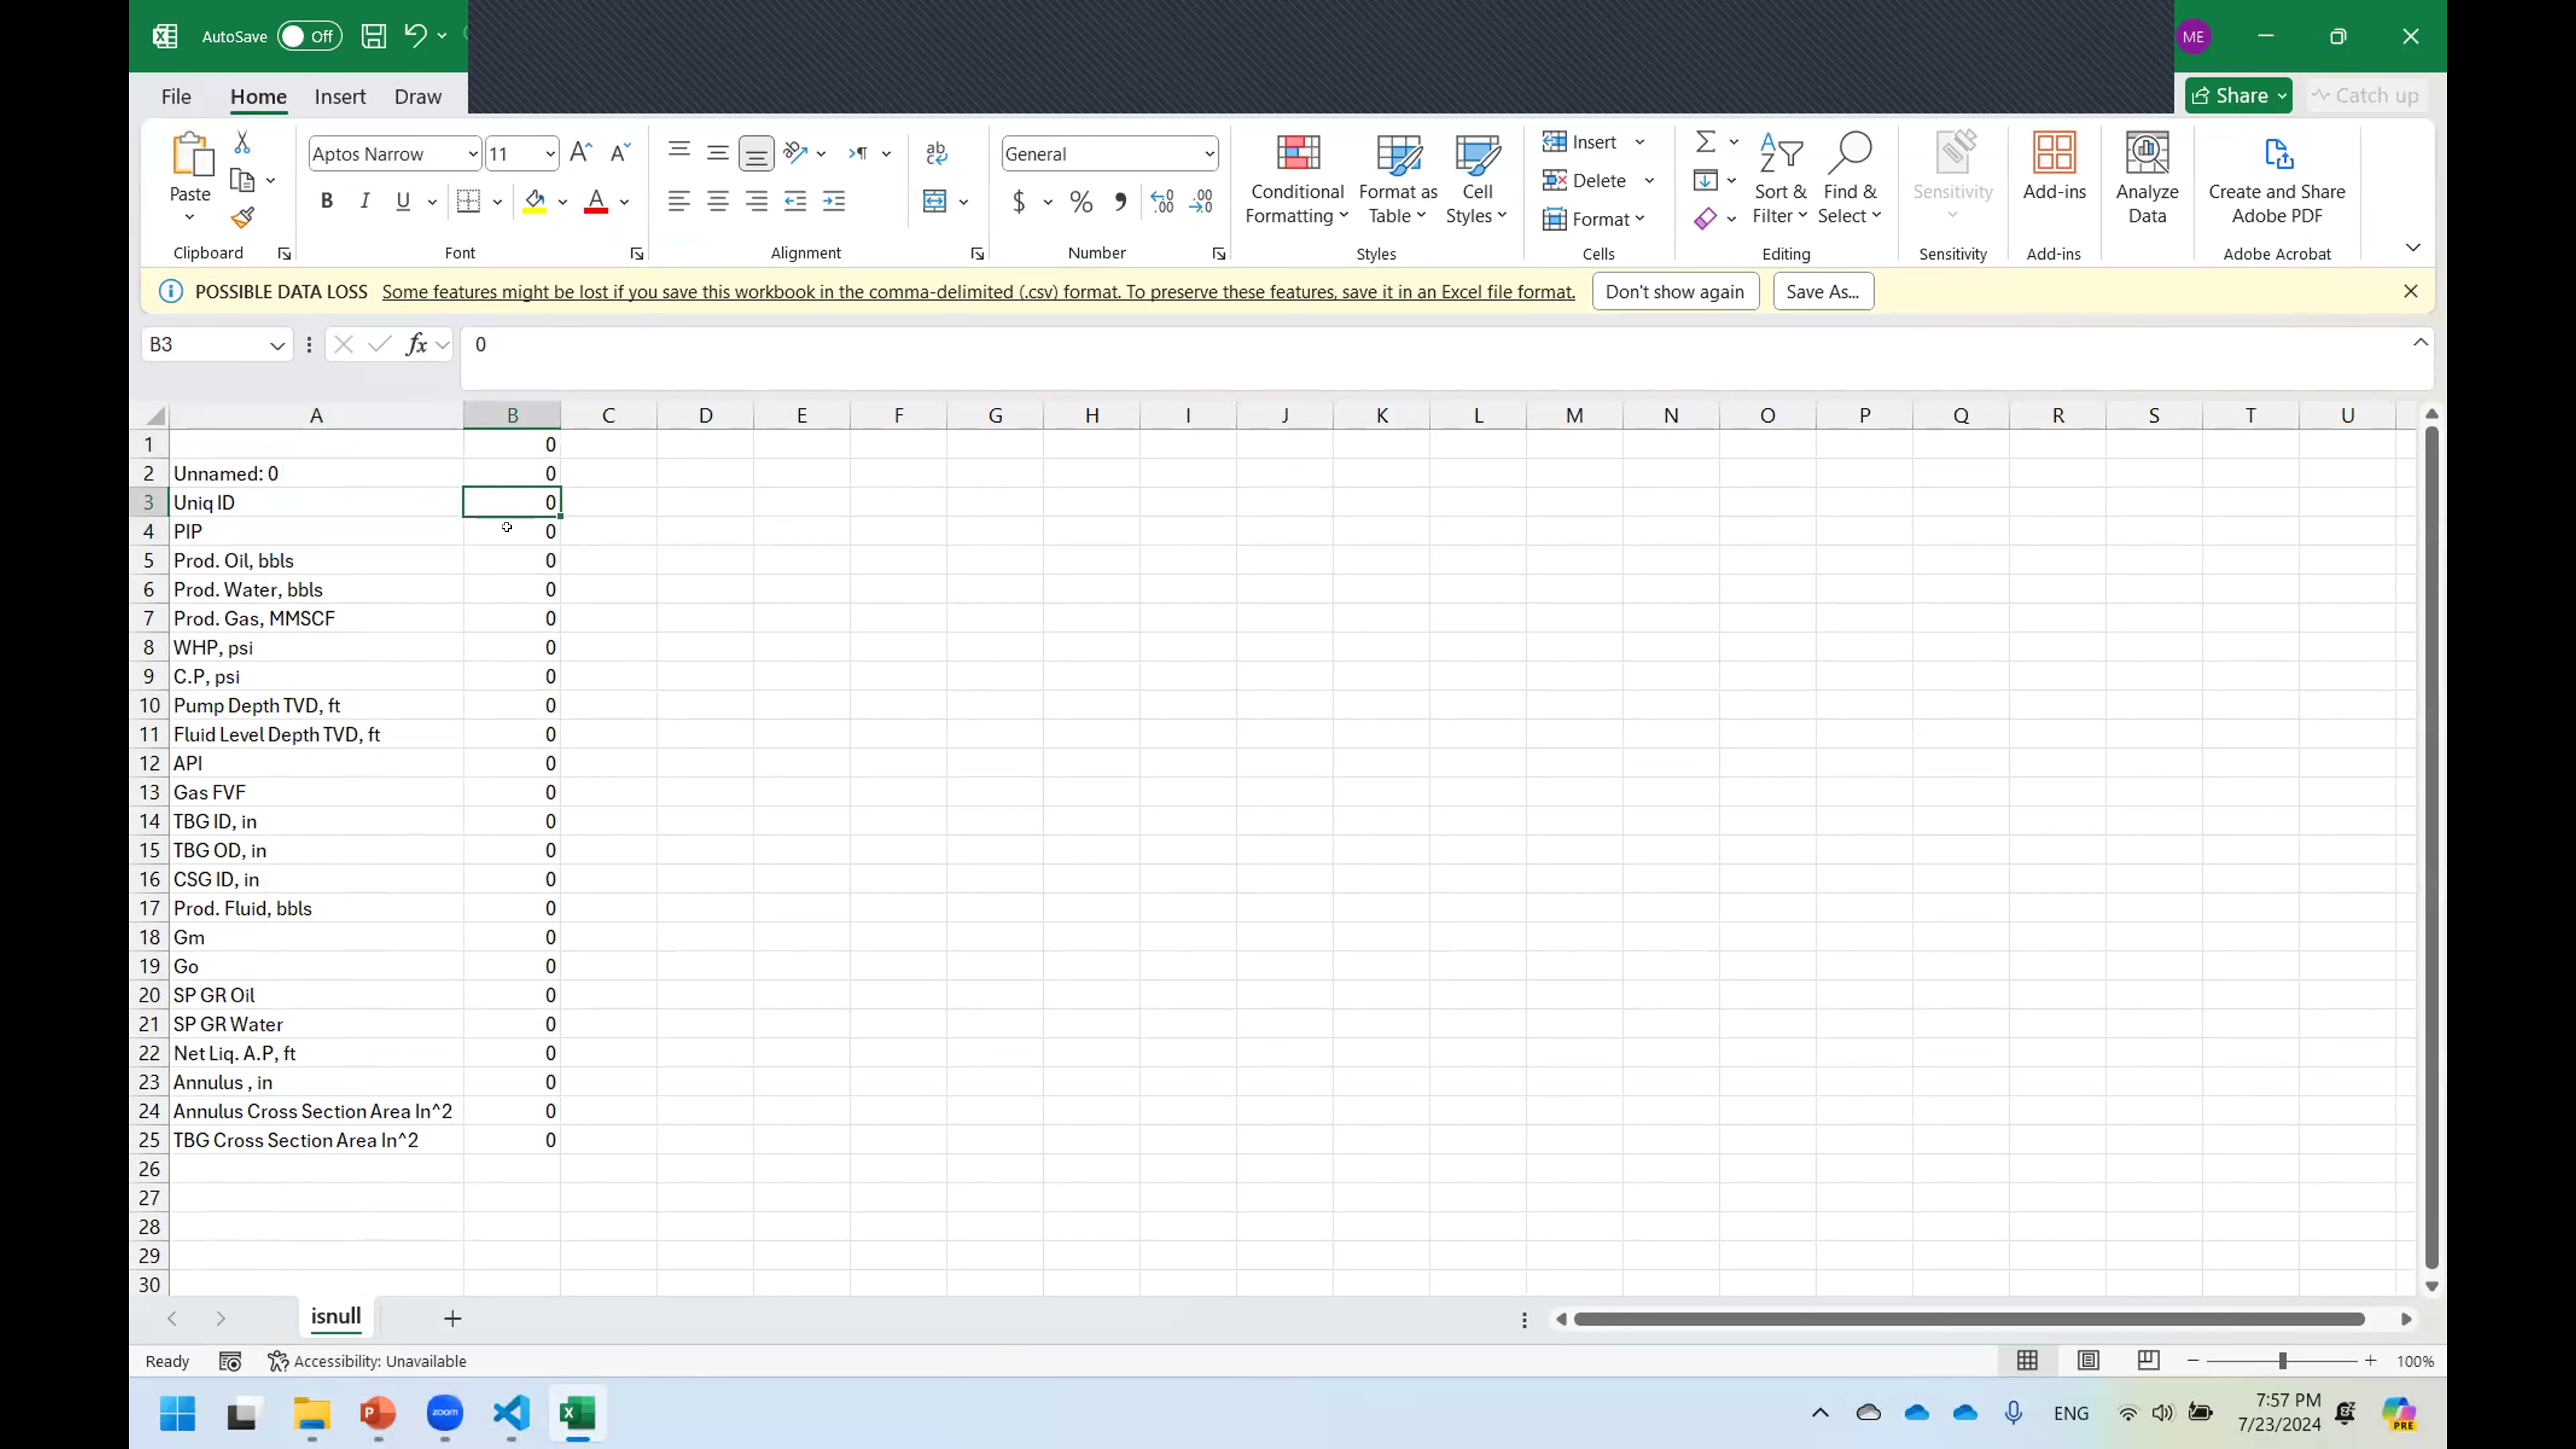 AutoSave Off
ME
File Home Insert Draw
Share Catch up
Paste
Clipboard
Aptos Narrow 11
B I U
Font
Alignment
General
$ % ,
Number
Conditional Formatting
Format as Table
Cell Styles
Styles
Insert
Delete
Format
Cells
Sort & Filter
Find & Select
Editing
Sensitivity
Sensitivity
Add-ins
Add-ins
Analyze Data
Create and Share Adobe PDF
Adobe Acrobat
POSSIBLE DATA LOSS Some features might be lost if you save this workbook in the comma-delimited (.csv) format. To preserve these features, save it in an Excel file format. Don't show again Save As...
B3 fx 0
A B C D E F G H I J K L M N O P Q R S T U
1 0
2 Unnamed: 0 0
3 Uniq ID 0
4 PIP 0
5 Prod. Oil, bbls 0
6 Prod. Water, bbls 0
7 Prod. Gas, MMSCF 0
8 WHP, psi 0
9 C.P, psi 0
10 Pump Depth TVD, ft 0
11 Fluid Level Depth TVD, ft 0
12 API 0
13 Gas FVF 0
14 TBG ID, in 0
15 TBG OD, in 0
16 CSG ID, in 0
17 Prod. Fluid, bbls 0
18 Gm 0
19 Go 0
20 SP GR Oil 0
21 SP GR Water 0
22 Net Liq. A.P, ft 0
23 Annulus , in 0
24 Annulus Cross Section Area In^2 0
25 TBG Cross Section Area In^2 0
26
27
28
29
30
isnull
Ready Accessibility: Unavailable 100%
zoom
ENG
7:57 PM
7/23/2024
PRE